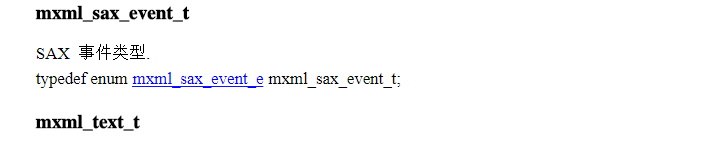 mxml_sax_event_t
SAX 事件类型.
typedef enum mxml_sax_event_e mxml_sax_event_t;
mxml_text_t